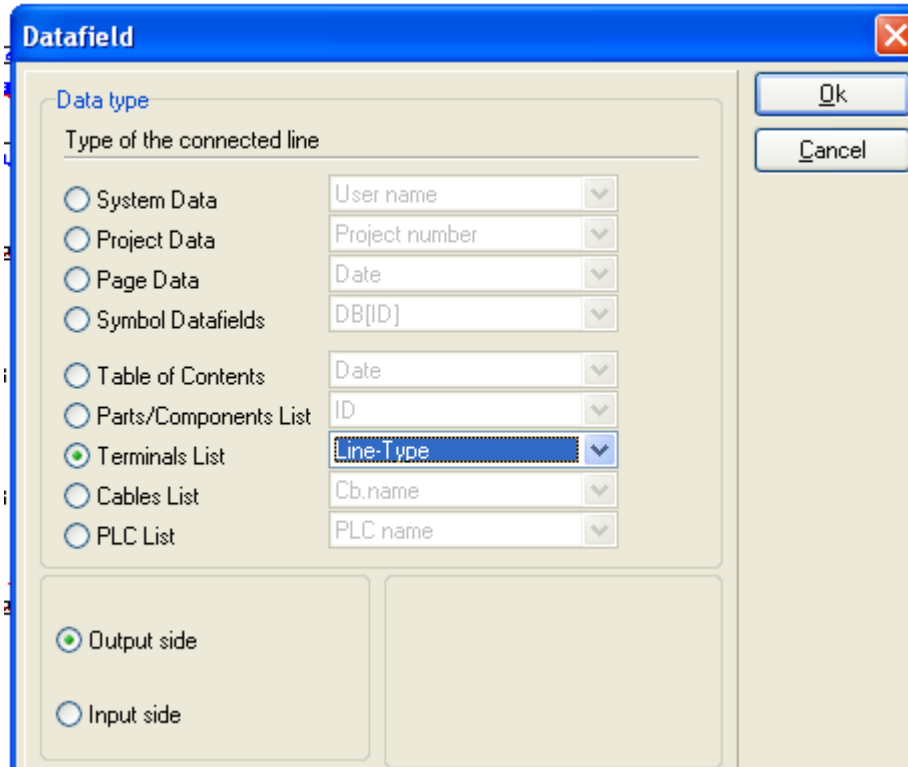 Datafield
Data type
Type of the connected line
System Data User name
Project Data Project number
Page Data Date
Symbol Datafields DB[ID]
Table of Contents Date
Parts/Components List ID
Terminals List Line-Type
Cables List Cb.name
PLC List PLC name
Output side
Input side
Ok
Cancel